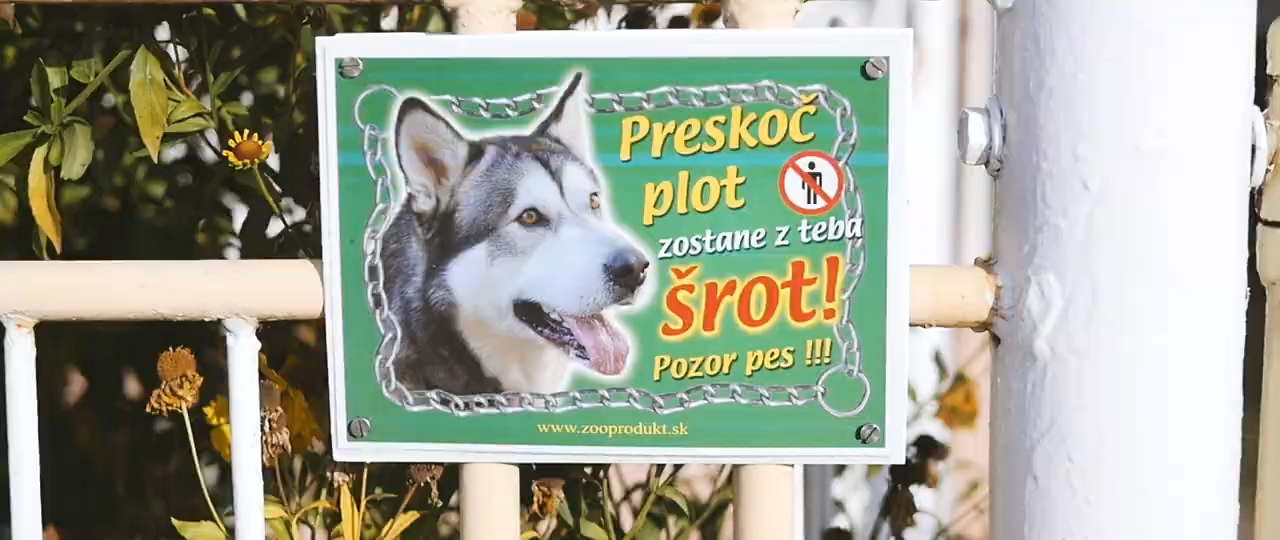 Preskoč
plot
zostane z teba
šrot!
Pozor pes !!!
www.zooprodukt.sk